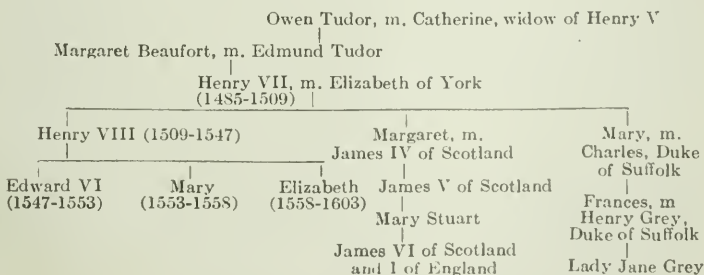 Owen Tudor, m. Catherine, widow of Henry V
Margaret Beaufort, m. Edmund Tudor
Henry VII, m. Elizabeth of York
(1485-1509)
Henry VIII (1509-1547)
Margaret, m.
James IV of Scotland
Mary, m.
Charles, Duke
of Suffolk
Edward VI
(1547-1553)
Mary
(1553-1558)
Elizabeth
(1558-1603)
James V of Scotland
Mary Stuart
James VI of Scotland
and I of England
Frances, m
Henry Grey,
Duke of Suffolk
Lady Jane Grey